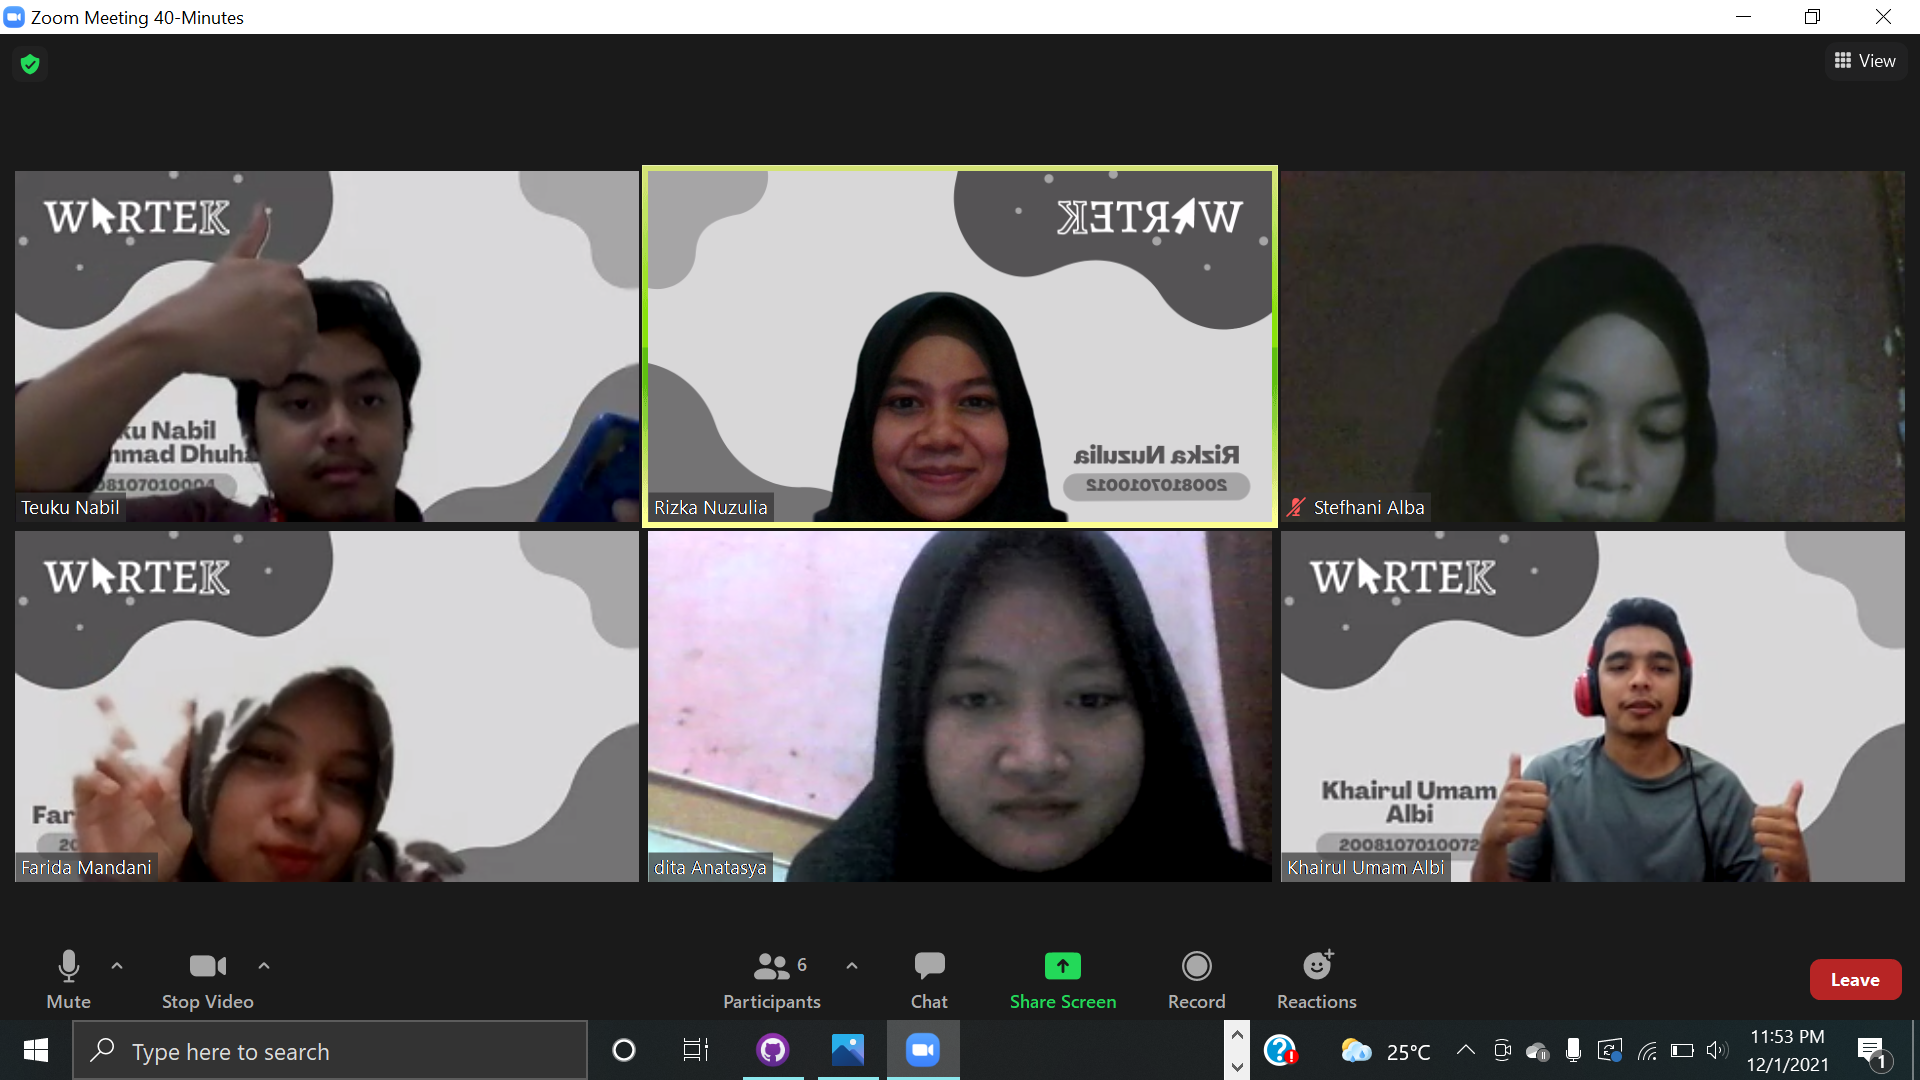 Zoom Meeting 40-Minutes
View
WARTEK
ku Nabil
mmad Dhuha
08107010004
Teuku Nabil
WARTEK
Rizka Nuzulia
2008107010012
Rizka Nuzulia
Stefhani Alba
WARTEK
Far
20
Farida Mandani
dita Anatasya
WARTEK
Khairul Umam
Albi
2008107010072
Khairul Umam Albi
Mute
Stop Video
6
Participants
Chat
Share Screen
Record
Reactions
Leave
Type here to search
25°C
11:53 PM
12/1/2021
1